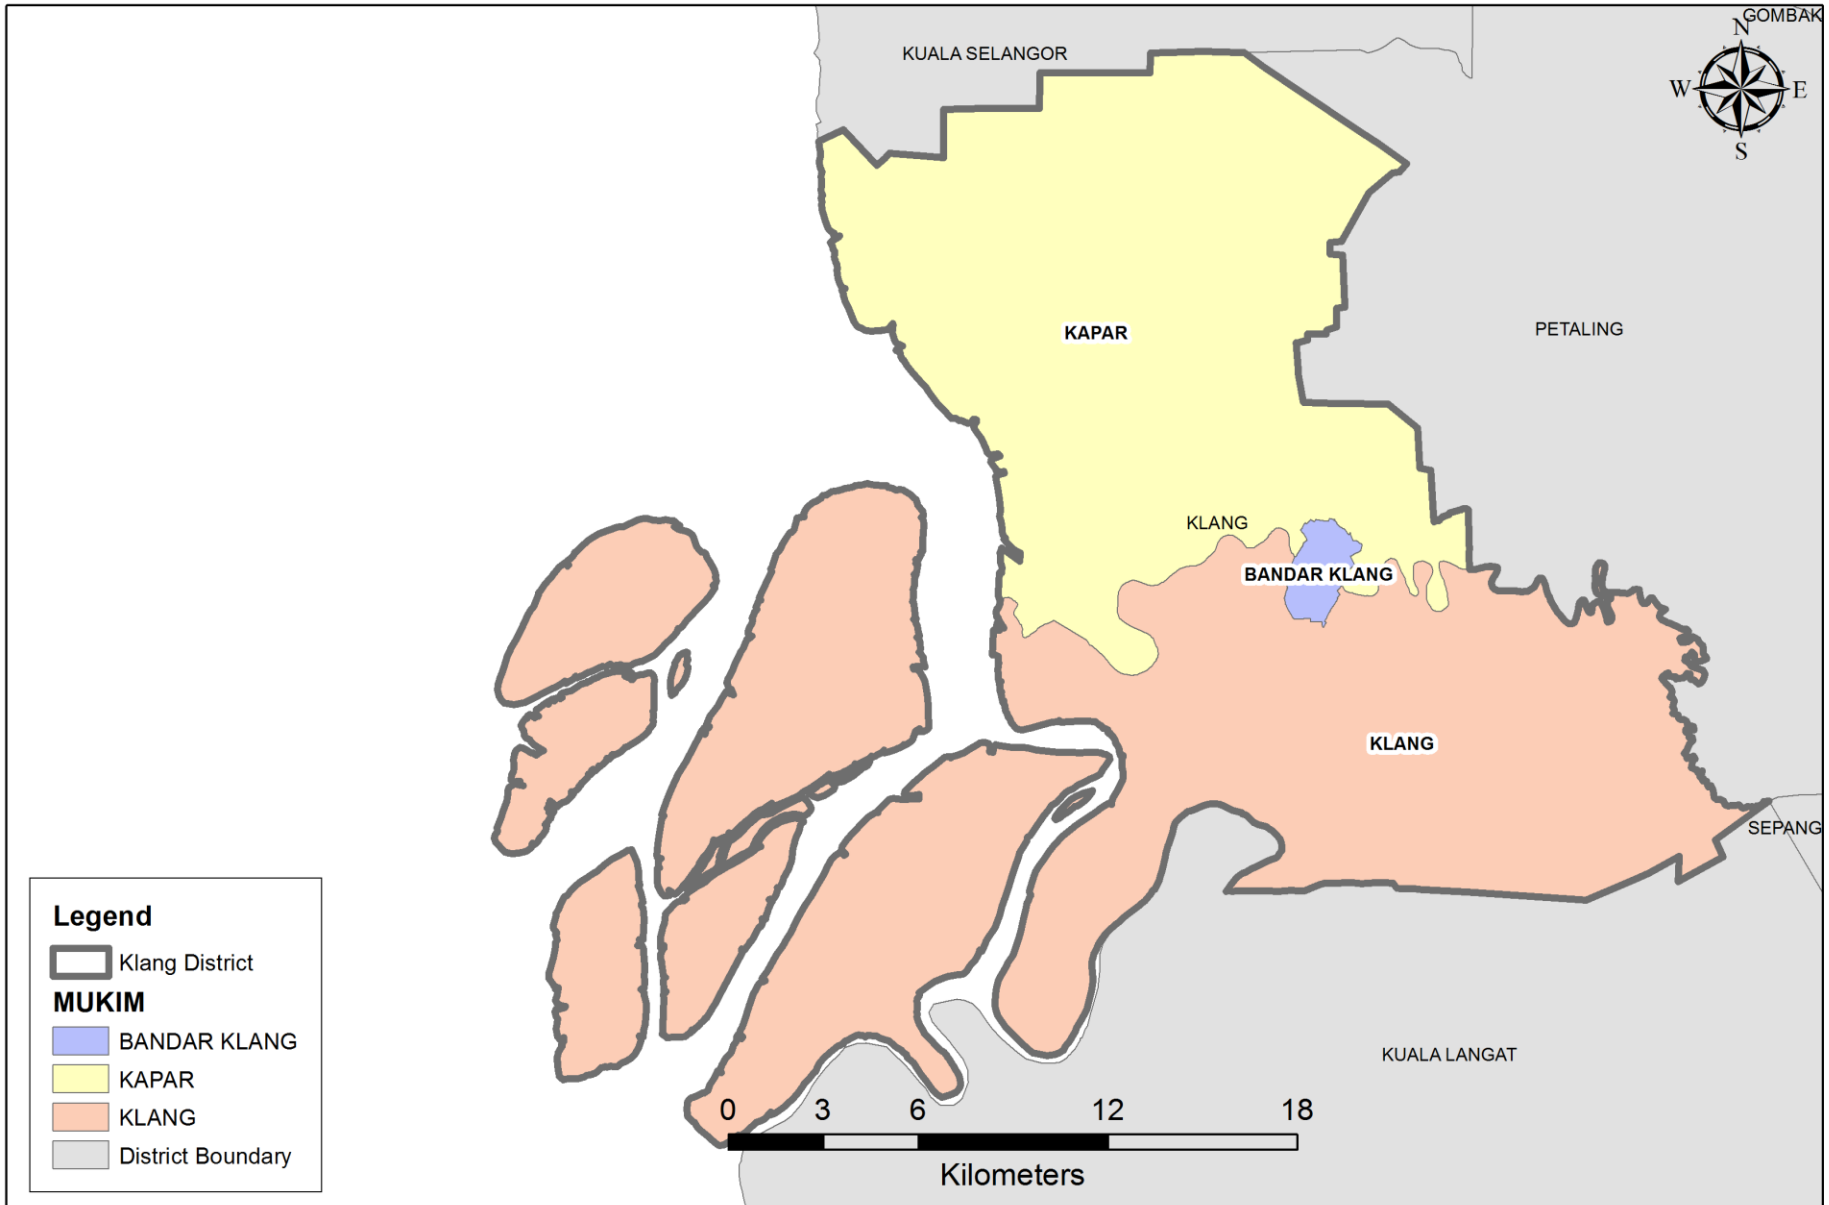 GOMBAK
N
W
E
S
KUALA SELANGOR
KAPAR
PETALING
KLANG
BANDAR KLANG
KLANG
SEPANG
KUALA LANGAT
Legend
Klang District
MUKIM
BANDAR KLANG
KAPAR
KLANG
District Boundary
0 3 6 12 18
Kilometers